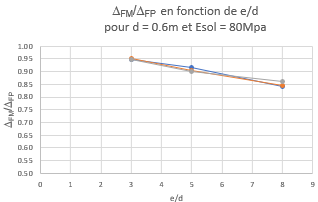 ΔFM/ΔFP en fonction de e/d
pour d = 0.6m et Esol = 80Mpa
1.00
0.95
0.90
0.85
0.80
0.75
0.70
0.65
0.60
0.55
0.50
ΔFM/ΔFP
0 1 2 3 4 5 6 7 8 9
e/d